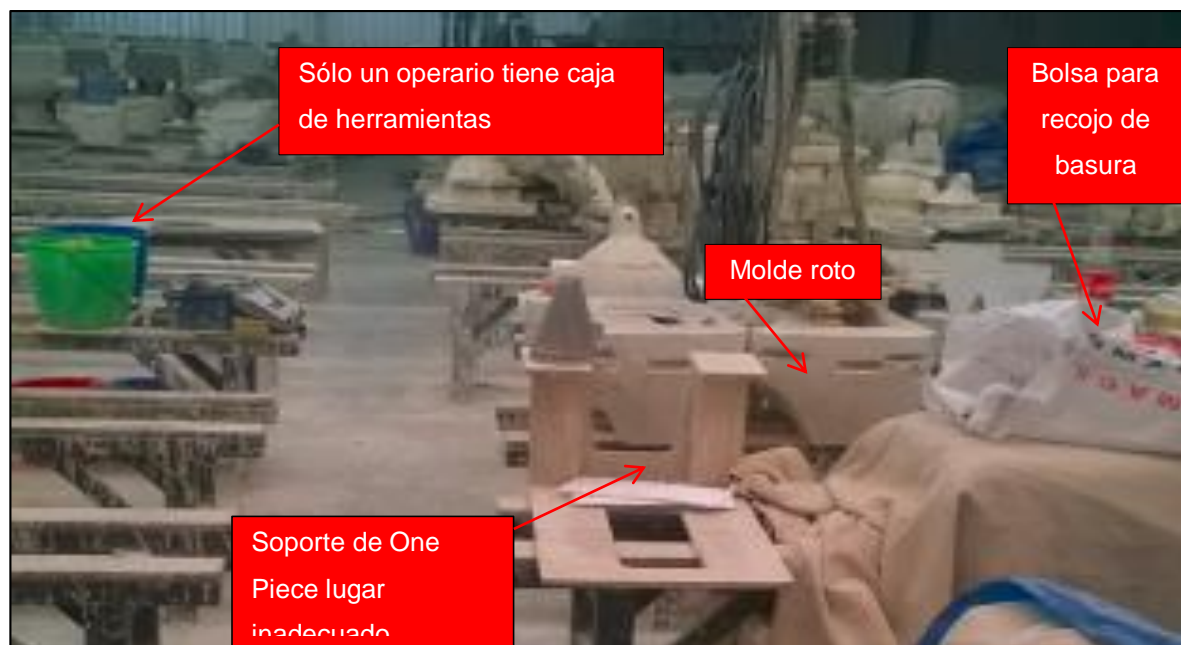 Sólo un operario tiene caja
de herramientas
Bolsa para
recojo de
basura
Molde roto
Soporte de One
Piece lugar
inadecuado